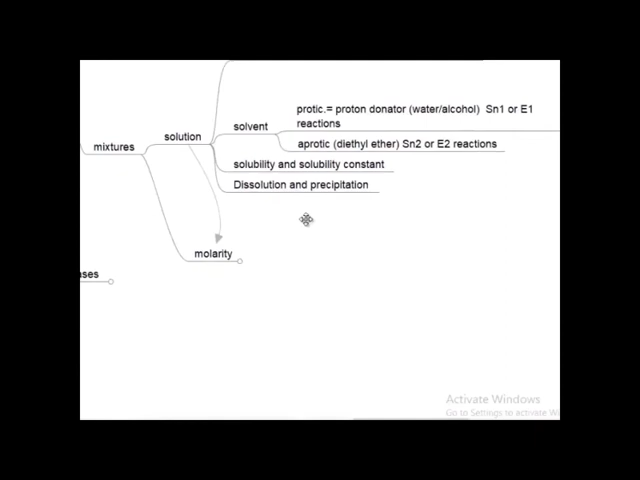 protic.= proton donator (water/alcohol)  Sn1 or E1
reactions
solvent
solution
aprotic (diethyl ether) Sn2 or E2 reactions
mixtures
solubility and solubility constant
Dissolution and precipitation
molarity
ases
Activate Windows
Go to Settings to activate Wi